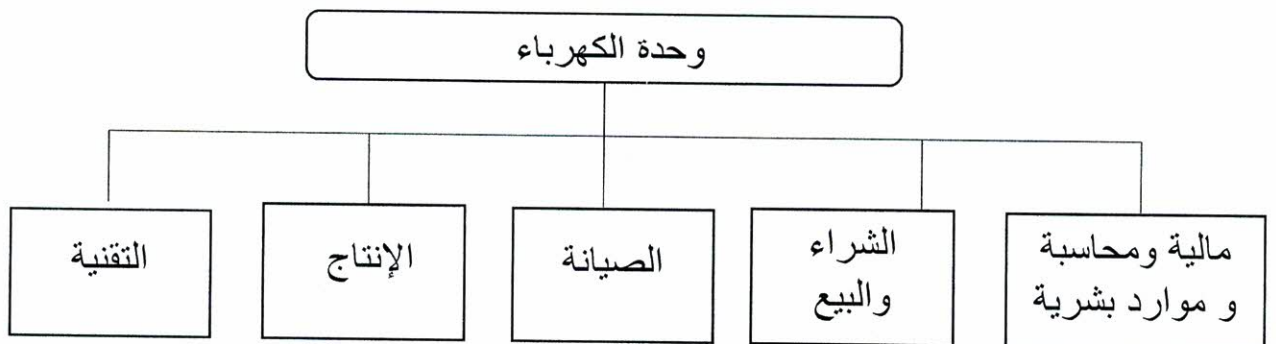 وحدة الكهرباء
مالية ومحاسبة
و موارد بشرية
الشراء
والبيع
الصيانة
الإنتاج
التقنية